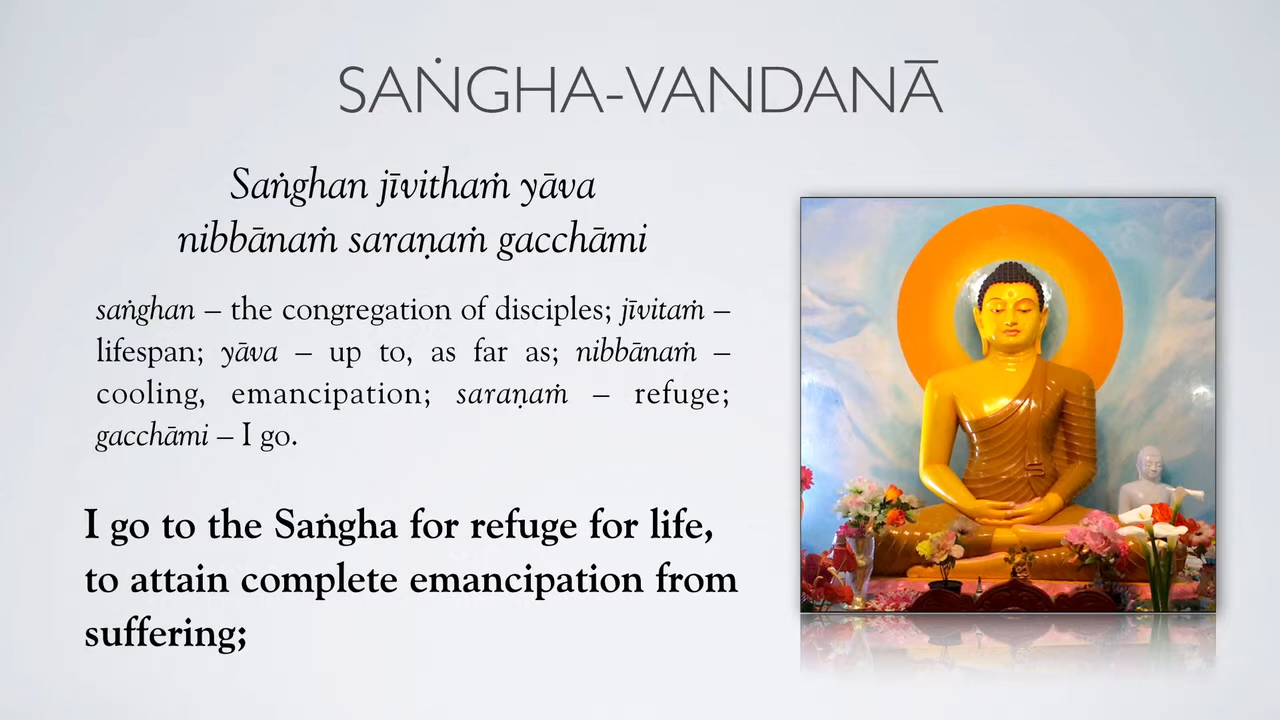 SAṄGHA-VANDANĀ
Saṅghan jīvithaṁ yāva
nibbānaṁ saraṇaṁ gacchāmi
saṅghan – the congregation of disciples; jīvitaṁ –
lifespan; yāva – up to, as far as; nibbānaṁ –
cooling, emancipation; saraṇaṁ – refuge;
gacchāmi – I go.
I go to the Saṅgha for refuge for life,
to attain complete emancipation from
suffering;